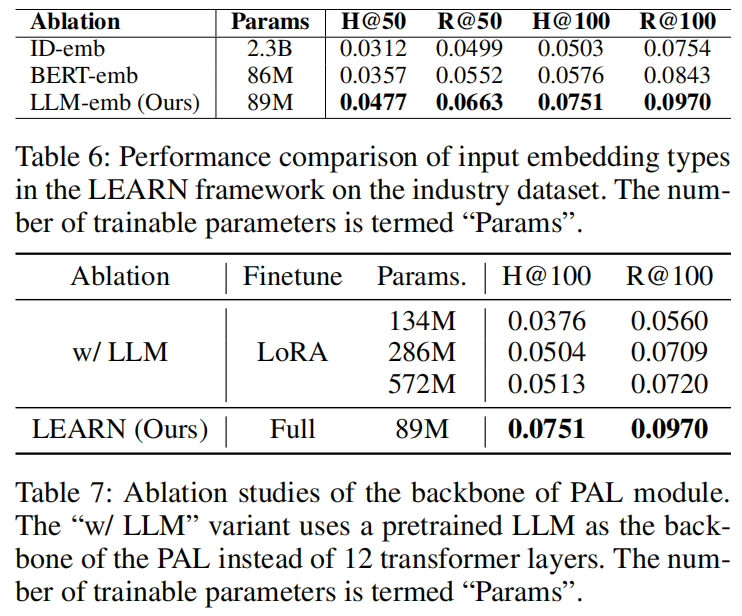 Ablation Params H@50 R@50 H@100 R@100
ID-emb 2.3B 0.0312 0.0499 0.0503 0.0754
BERT-emb 86M 0.0357 0.0552 0.0576 0.0843
LLM-emb (Ours) 89M 0.0477 0.0663 0.0751 0.0970
Table 6: Performance comparison of input embedding types
in the LEARN framework on the industry dataset. The num-
ber of trainable parameters is termed “Params”.
Ablation Finetune Params. H@100 R@100
134M 0.0376 0.0560
w/ LLM LoRA 286M 0.0504 0.0709
572M 0.0513 0.0720
LEARN (Ours) Full 89M 0.0751 0.0970
Table 7: Ablation studies of the backbone of PAL module.
The “w/ LLM” variant uses a pretrained LLM as the back-
bone of the PAL instead of 12 transformer layers. The num-
ber of trainable parameters is termed “Params”.